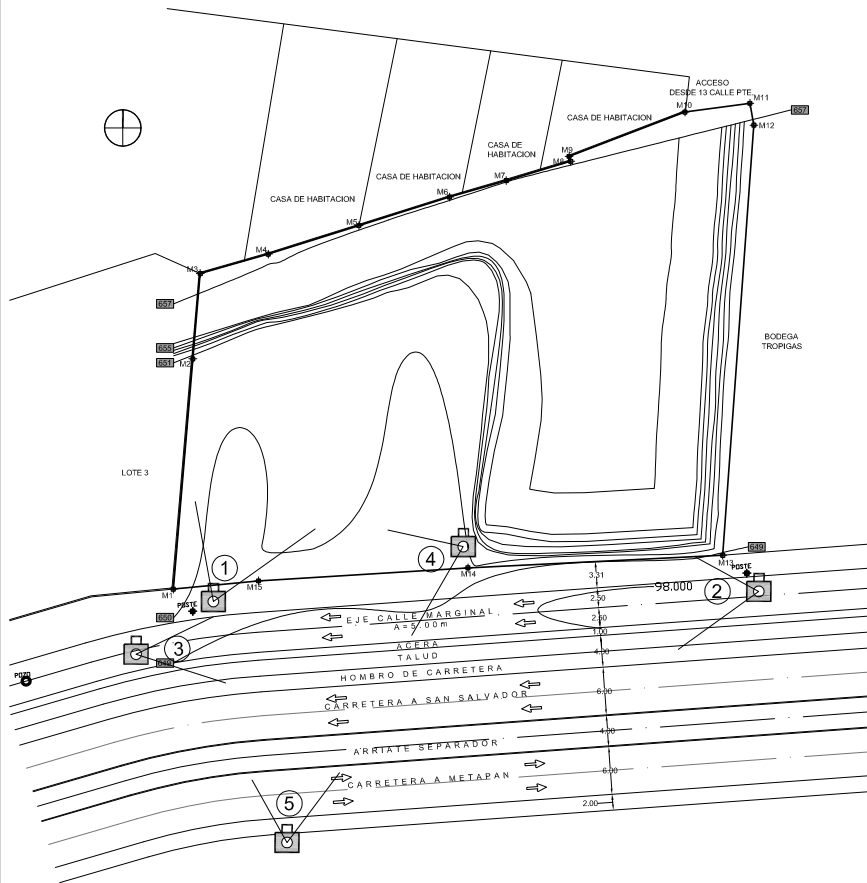 ACCESO
DESDE 13 CALLE PTE.
M11
M10
657
M12
CASA DE HABITACION
CASA DE
HABITACION
M9
M8
M7
CASA DE HABITACION
M6
CASA DE HABITACION
M5
M4
M3
657
655
651
M2
BODEGA
TROPIGAS
LOTE 3
4
649
M13
POSTE
1
M14
M15
3.31
98.000
2
M1
POSTE
650
2.50
EJE CALLE MARGINAL
A=5.00m
2.50
1.00
3
ACERA
TALUD
4.00
649
POZO
HOMBRO DE CARRETERA
6.00
CARRETERA A SAN SALVADOR
4.00
ARRIATE SEPARADOR
6.00
CARRETERA A METAPAN
5
2.00